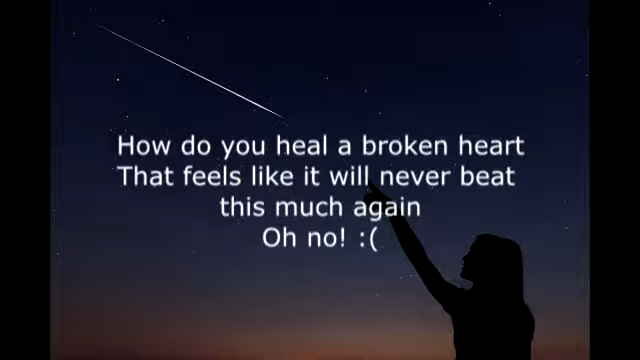 How do you heal a broken heart
That feels like it will never beat
this much again
Oh no! :(